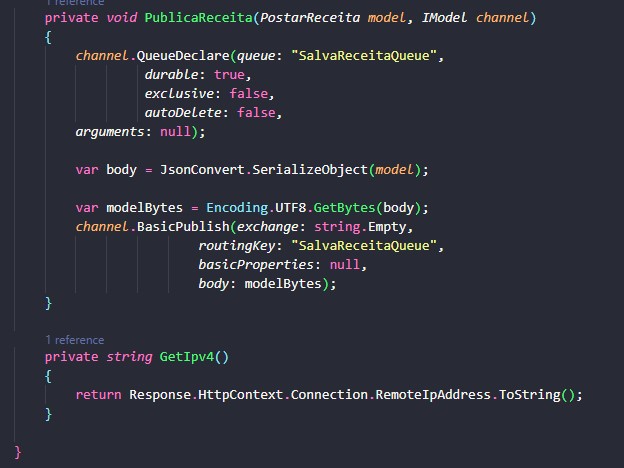 1 reference
private void PublicaReceita(PostarReceita model, IModel channel)
{
channel.QueueDeclare(queue: "SalvaReceitaQueue",
durable: true,
exclusive: false,
autoDelete: false,
arguments: null);
var body = JsonConvert.SerializeObject(model);
var modelBytes = Encoding.UTF8.GetBytes(body);
channel.BasicPublish(exchange: string.Empty,
routingKey: "SalvaReceitaQueue",
basicProperties: null,
body: modelBytes);
}
1 reference
private string GetIpv4()
{
return Response.HttpContext.Connection.RemoteIpAddress.ToString();
}
}